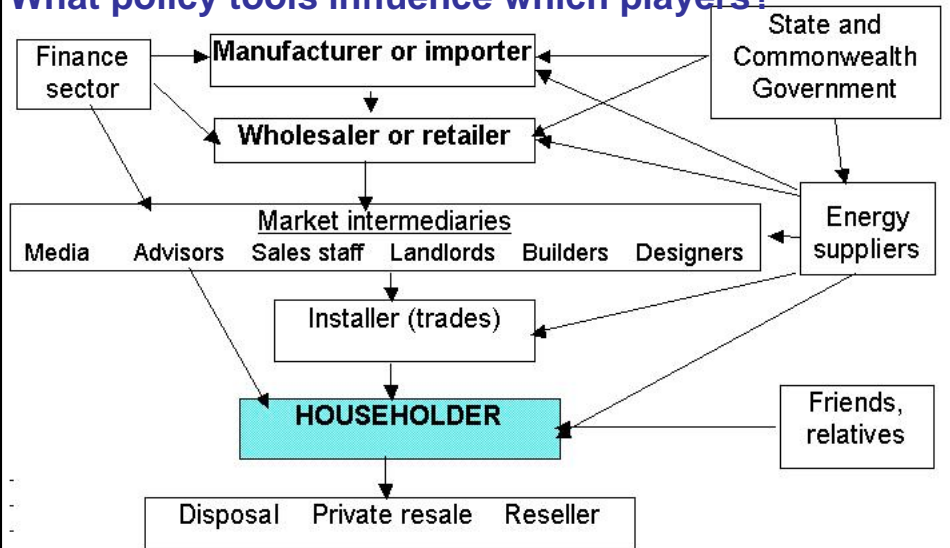 What policy tools influence which players?
Finance
sector
Manufacturer or importer
State and
Commonwealth
Government
Wholesaler or retailer
Energy
suppliers
Market intermediaries
Media Advisors Sales staff Landlords Builders Designers
Installer (trades)
HOUSEHOLDER
Friends,
relatives
Disposal Private resale Reseller